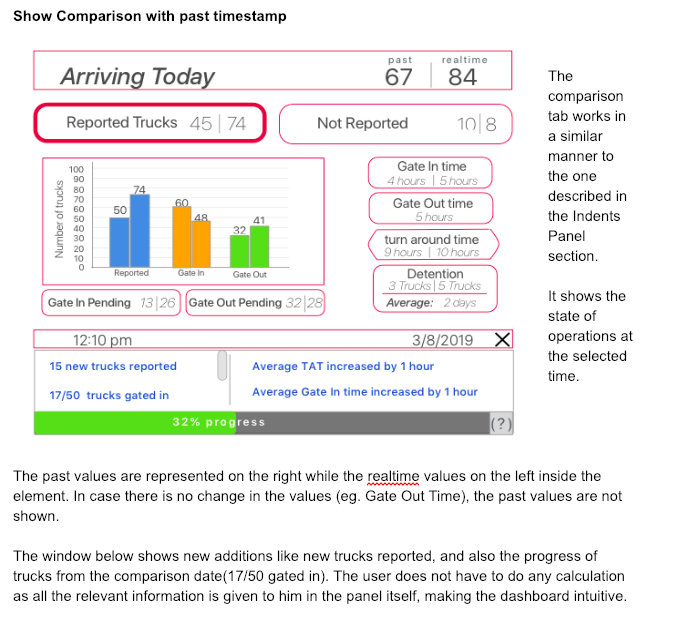 Show Comparison with past timestamp
Arriving Today
past
67
realtime
84
Reported Trucks 45 | 74
Not Reported 10 | 8
Number of trucks
100
90
80
70
60
50
40
30
20
10
0
50
74
60
48
32
41
Reported
Gate In
Gate Out
Gate In time
4 hours | 5 hours
Gate Out time
5 hours
turn around time
9 hours | 10 hours
Detention
3 Trucks | 5 Trucks
Average: 2 days
Gate In Pending 13 | 26
Gate Out Pending 32 | 28
12:10 pm
3/8/2019 X
15 new trucks reported
Average TAT increased by 1 hour
17/50 trucks gated in
Average Gate In time increased by 1 hour
32% progress
(?)
The
comparison
tab works in
a similar
manner to
the one
described in
the Indents
Panel
section.
It shows the
state of
operations at
the selected
time.
The past values are represented on the right while the realtime values on the left inside the
element. In case there is no change in the values (eg. Gate Out Time), the past values are not
shown.
The window below shows new additions like new trucks reported, and also the progress of
trucks from the comparison date(17/50 gated in). The user does not have to do any calculation
as all the relevant information is given to him in the panel itself, making the dashboard intuitive.